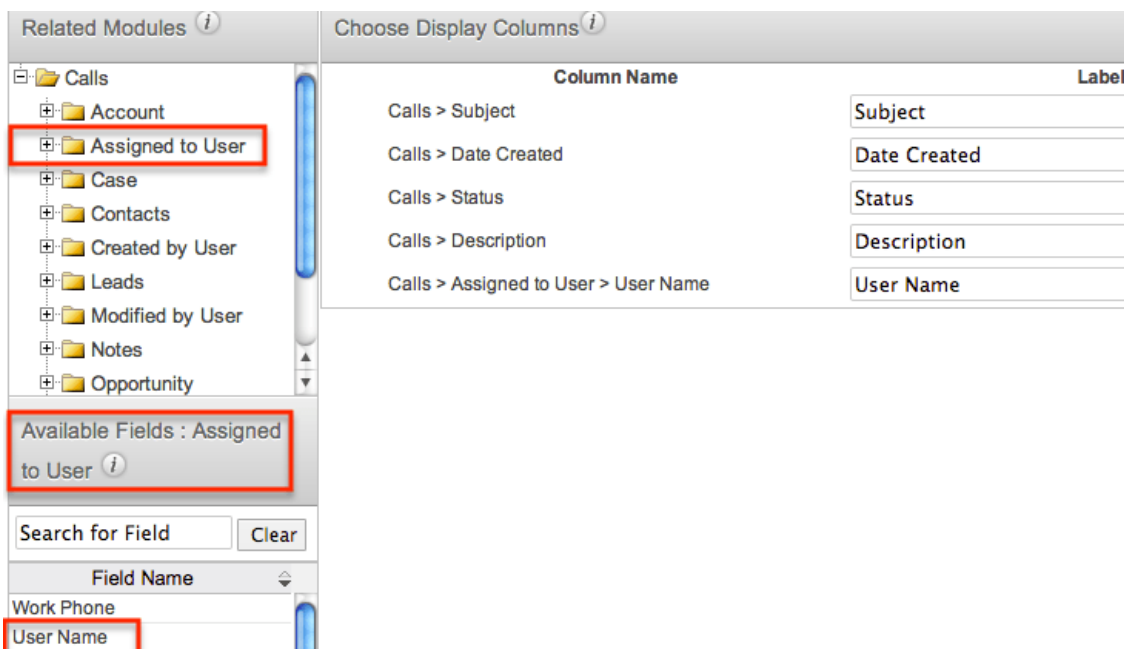 Related Modules i
Calls
Account
Assigned to User
Case
Contacts
Created by User
Leads
Modified by User
Notes
Opportunity
Available Fields : Assigned
to User i
Search for Field Clear
Field Name
Work Phone
User Name
Choose Display Columns i
Column Name Label
Calls > Subject Subject
Calls > Date Created Date Created
Calls > Status Status
Calls > Description Description
Calls > Assigned to User > User Name User Name